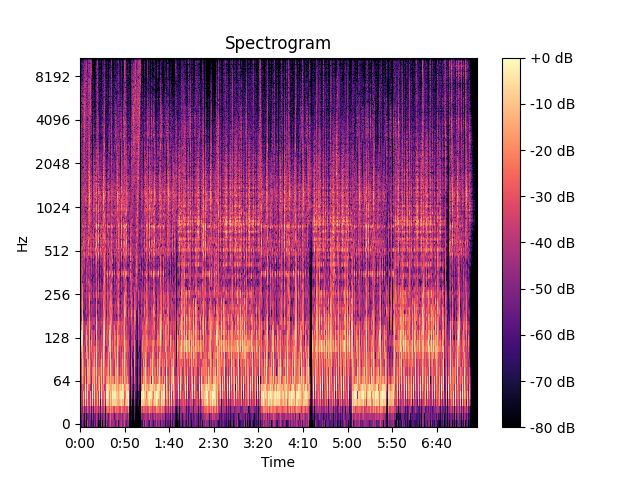 Spectrogram
+0 dB
8192
-10 dB
4096
-20 dB
2048
-30 dB
1024
-40 dB
Hz
512
-50 dB
256
-60 dB
128
-70 dB
64
0
-80 dB
0:00 0:50 1:40 2:30 3:20 4:10 5:00 5:50 6:40
Time